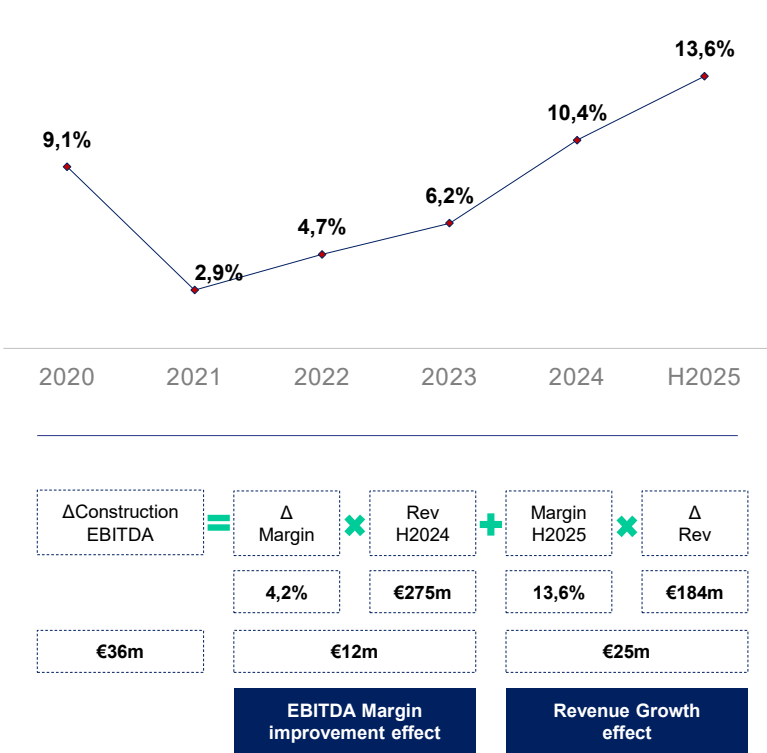 13,6%
10,4%
9,1%
6,2%
4,7%
2,9%
2020 2021 2022 2023 2024 H2025
ΔConstruction
EBITDA
=
Δ
Margin
×
Rev
H2024
+
Margin
H2025
×
Δ
Rev
4,2% €275m 13,6% €184m
€36m €12m €25m
EBITDA Margin
improvement effect
Revenue Growth
effect